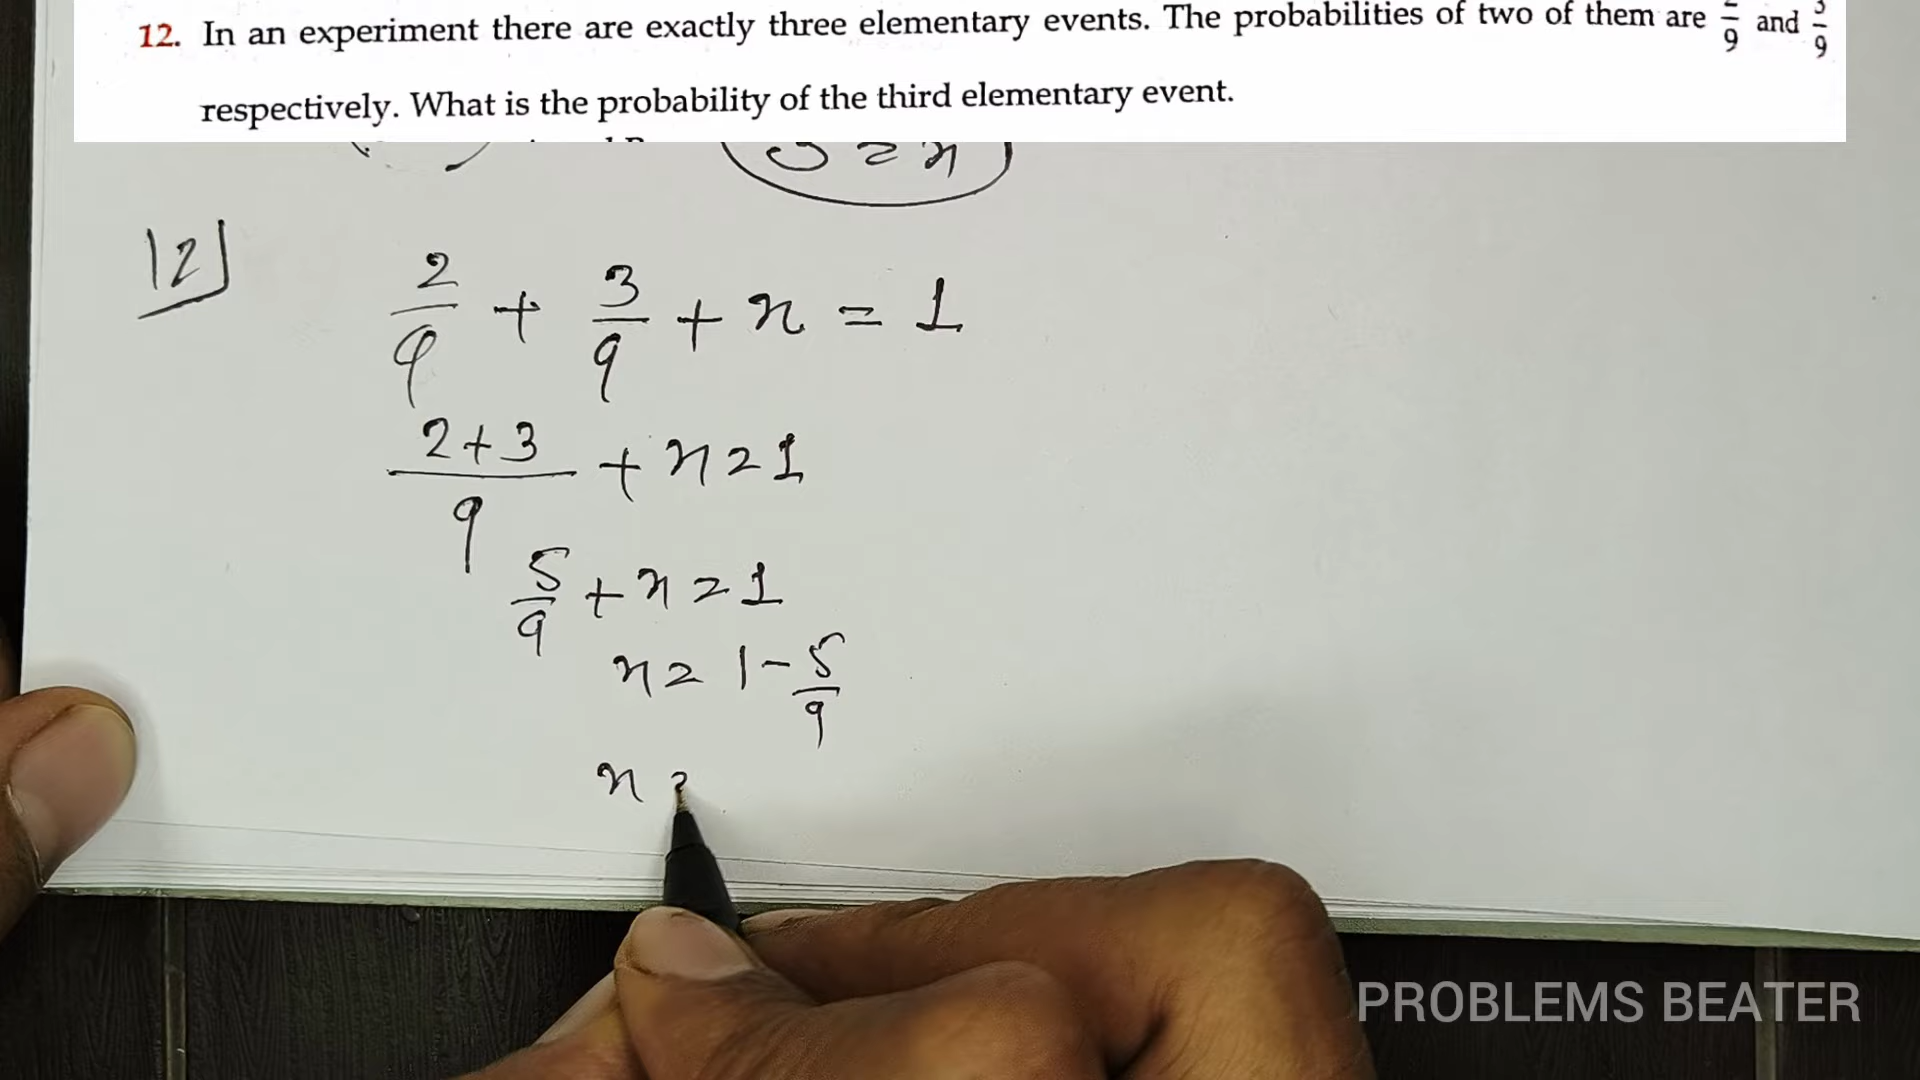 12. In an experiment there are exactly three elementary events. The probabilities of two of them are 2/9 and 3/9
respectively. What is the probability of the third elementary event.
12]
2/9 + 3/9 + x = 1
2+3/9 + x = 1
5/9 + x = 1
x = 1 - 5/9
x =
PROBLEMS BEATER